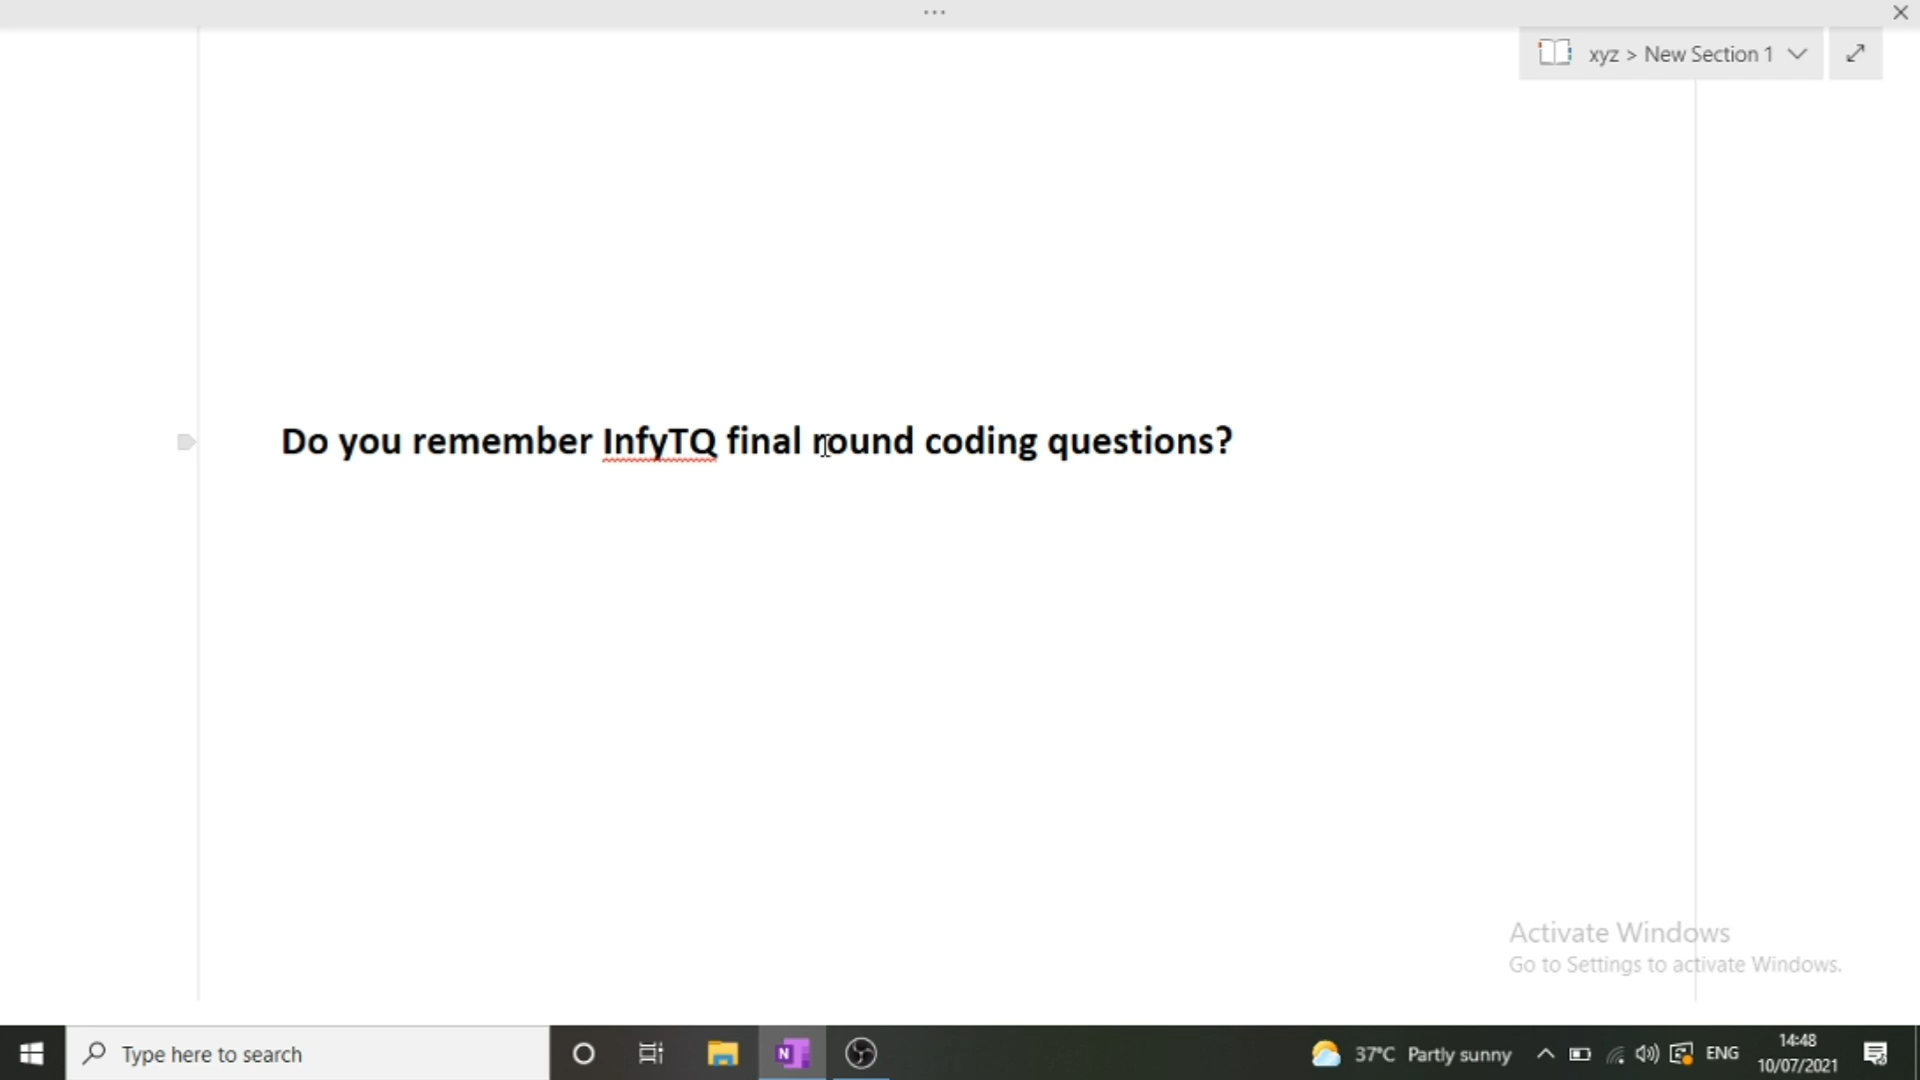 xyz > New Section 1
Do you remember InfyTQ final round coding questions?
Activate Windows
Go to Settings to activate Windows.
Type here to search
N
37°C Partly sunny
ENG
14:48
10/07/2021